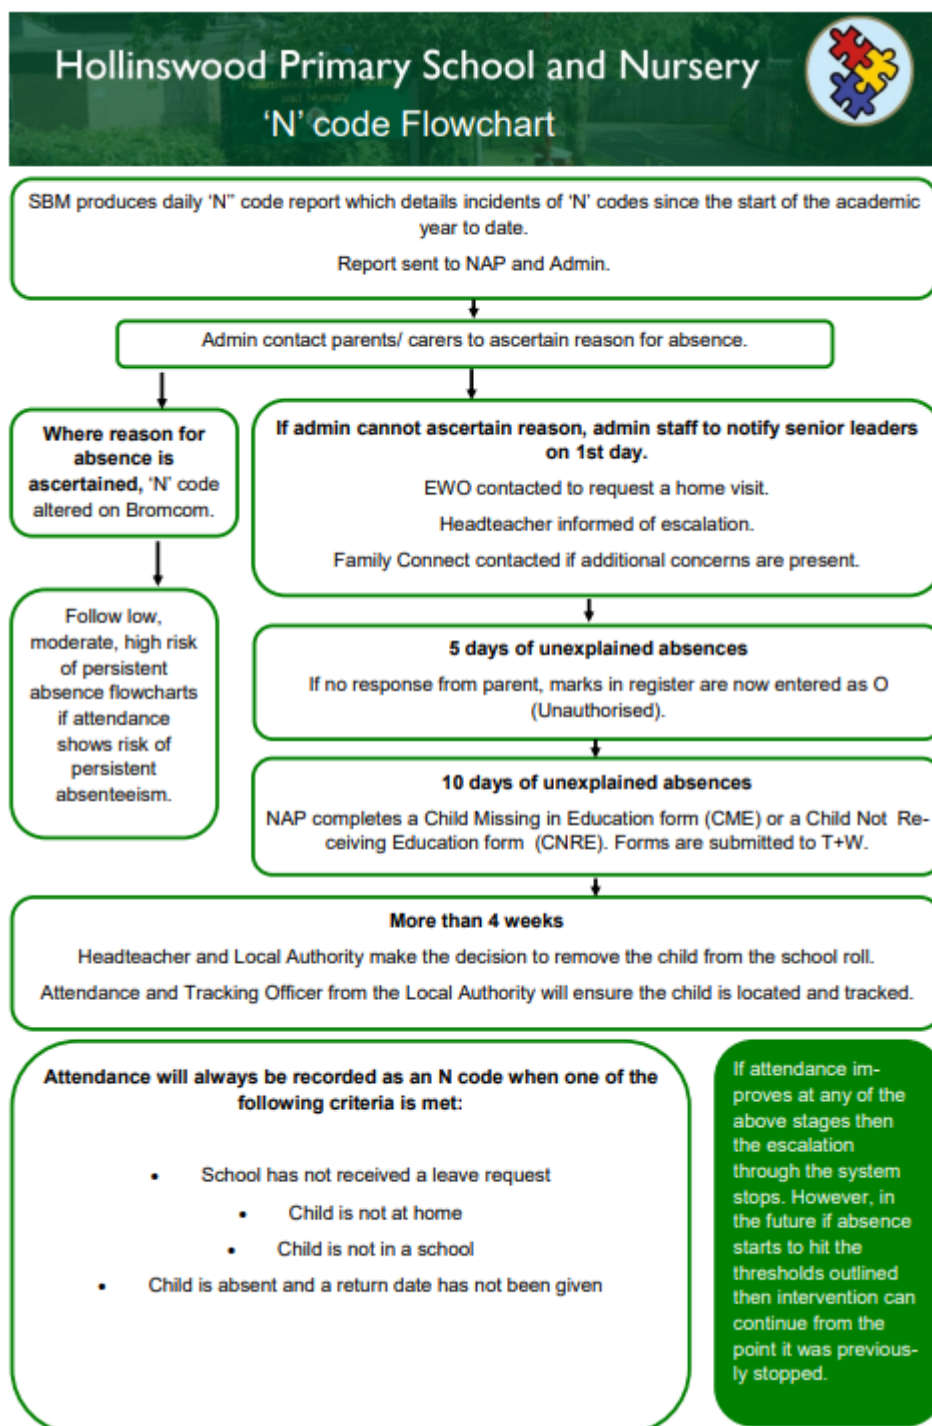 Hollinswood Primary School and Nursery
'N' code Flowchart
SBM produces daily 'N" code report which details incidents of 'N' codes since the start of the academic
year to date.
Report sent to NAP and Admin.
Admin contact parents/ carers to ascertain reason for absence.
Where reason for
absence is
ascertained, 'N' code
altered on Bromcom.
If admin cannot ascertain reason, admin staff to notify senior leaders
on 1st day.
EWO contacted to request a home visit.
Headteacher informed of escalation.
Family Connect contacted if additional concerns are present.
Follow low,
moderate, high risk
of persistent
absence flowcharts
if attendance
shows risk of
persistent
absenteeism.
5 days of unexplained absences
If no response from parent, marks in register are now entered as O
(Unauthorised).
10 days of unexplained absences
NAP completes a Child Missing in Education form (CME) or a Child Not Re-
ceiving Education form (CNRE). Forms are submitted to T+W.
More than 4 weeks
Headteacher and Local Authority make the decision to remove the child from the school roll.
Attendance and Tracking Officer from the Local Authority will ensure the child is located and tracked.
Attendance will always be recorded as an N code when one of the
following criteria is met:
• School has not received a leave request
• Child is not at home
• Child is not in a school
• Child is absent and a return date has not been given
If attendance im-
proves at any of the
above stages then
the escalation
through the system
stops. However, in
the future if absence
starts to hit the
thresholds outlined
then intervention can
continue from the
point it was previous-
ly stopped.